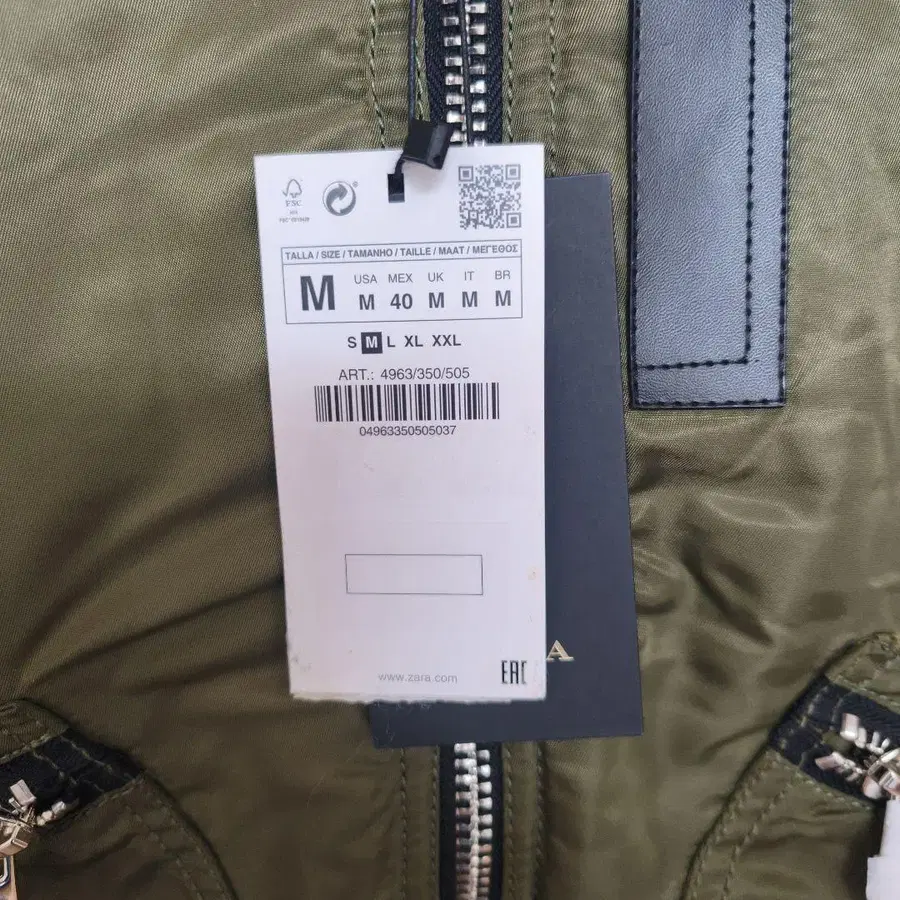 FSC
TALLA / SIZE / TAMANHO / TAILLE / MAAT / ΜΕΓΕΘΟΣ
M
USA MEX UK IT BR
M 40 M M M
S M L XL XXL
ART.: 4963/350/505
04963350505037
www.zara.com
EAC
A